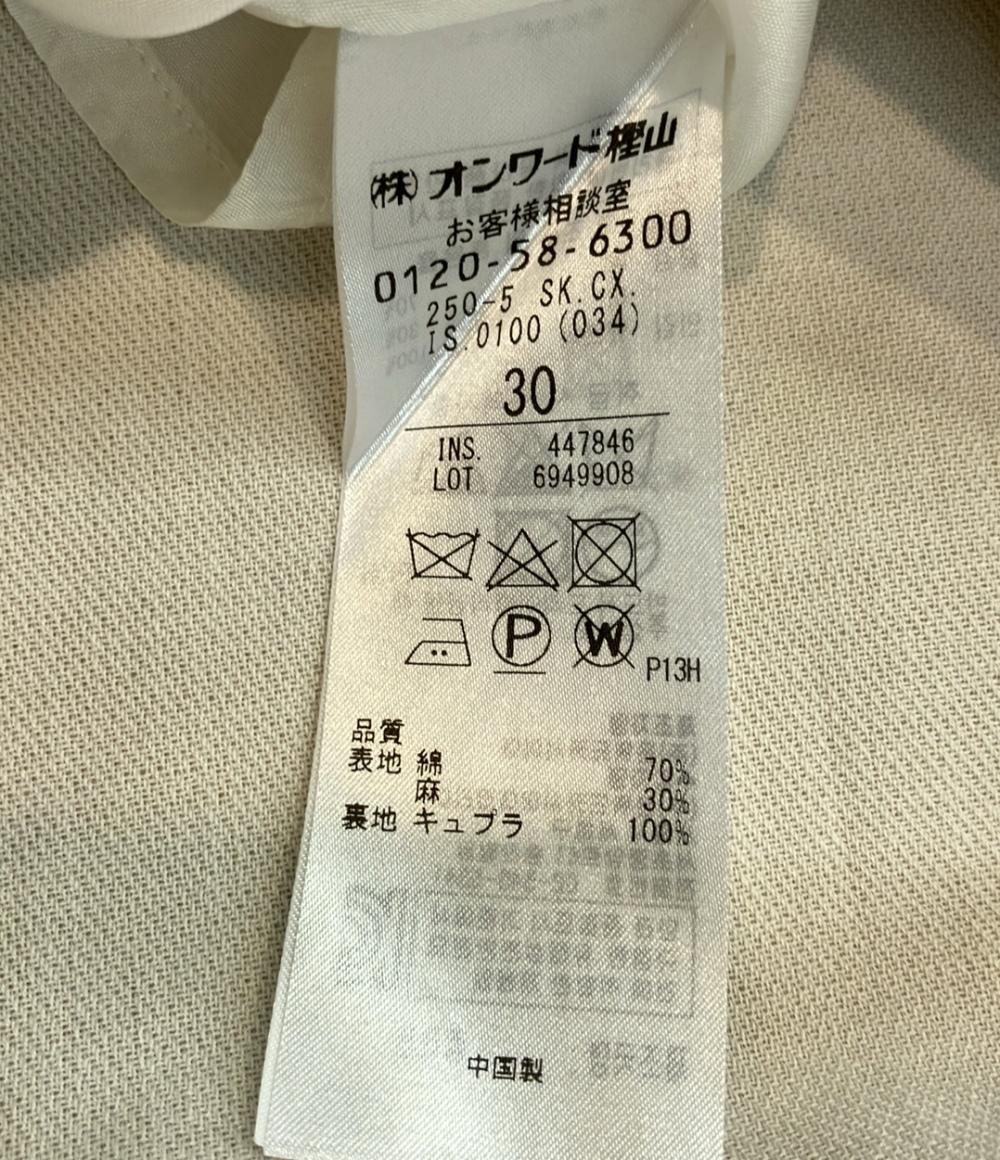 (株)オンワード樫山
お客様相談室
0120-58-6300
250-5 SK.CX.
IS.0100 (034)
30
INS. 447846
LOT 6949908
P W P13H
品質
表地 綿 70%
麻 30%
裏地 キュプラ 100%
中国製